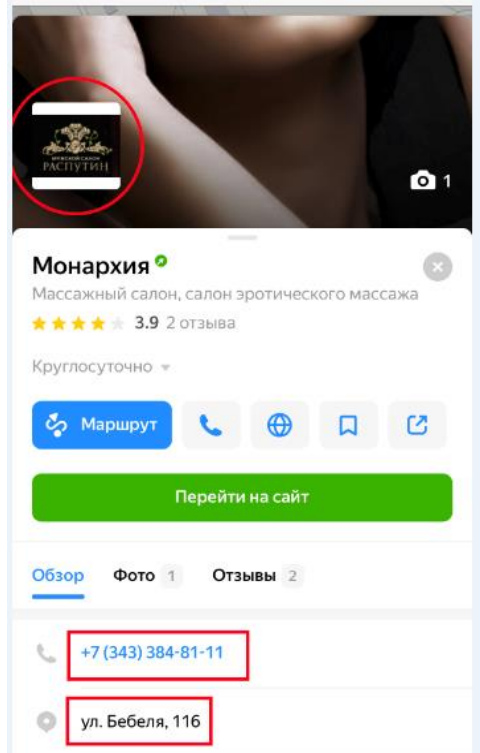 МУЖСКОЙ САЛОН
РАСПУТИН
1
Монархия
Массажный салон, салон эротического массажа
3.9 2 отзыва
Круглосуточно
Маршрут
Перейти на сайт
Обзор Фото 1 Отзывы 2
+7 (343) 384-81-11
ул. Бебеля, 116